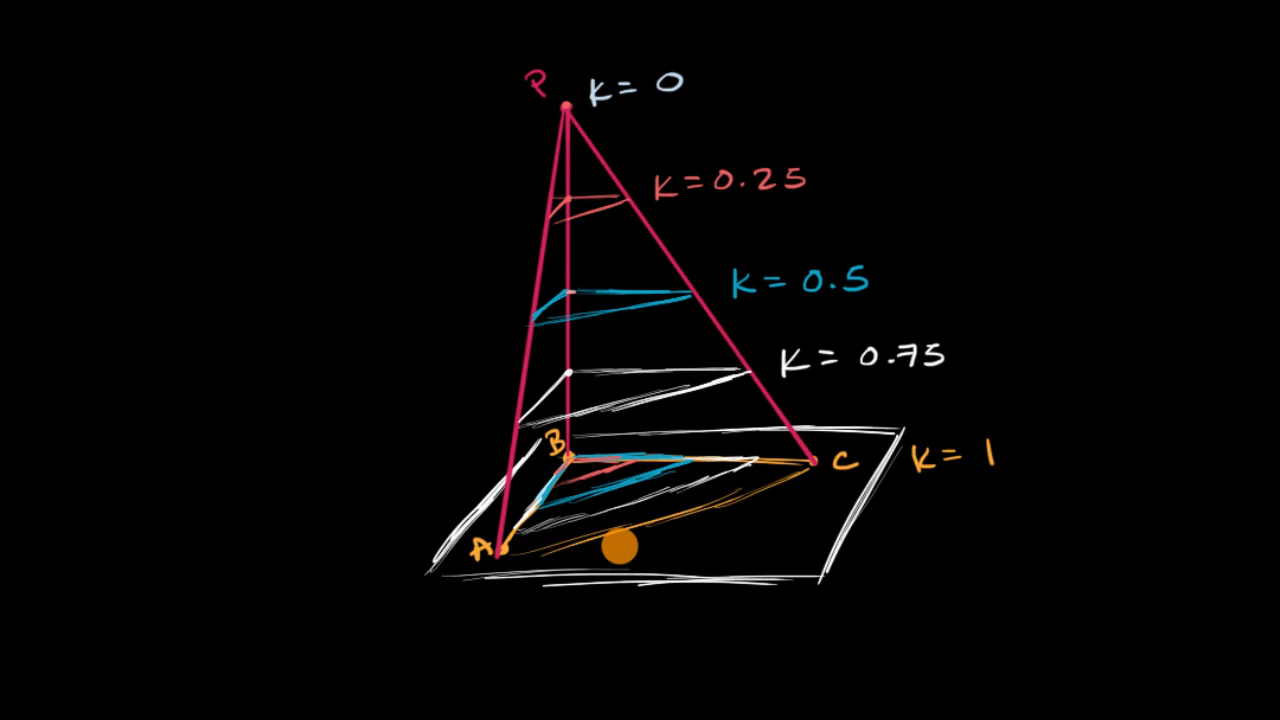 P K = 0
K = 0.25
K = 0.5
K = 0.75
B
A
C K = 1